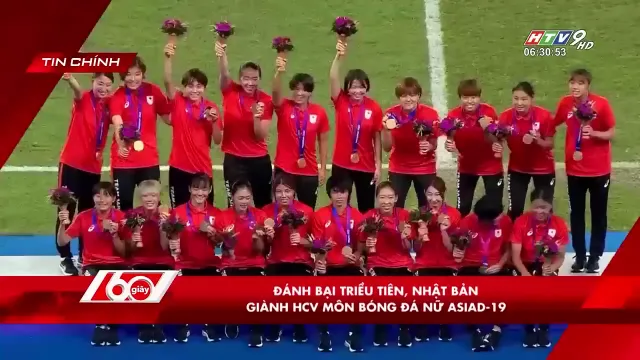 TIN CHÍNH
HTV9 HD
06:30:53
60 giây
ĐÁNH BẠI TRIỀU TIÊN, NHẬT BẢN
GIÀNH HCV MÔN BÓNG ĐÁ NỮ ASIAD-19